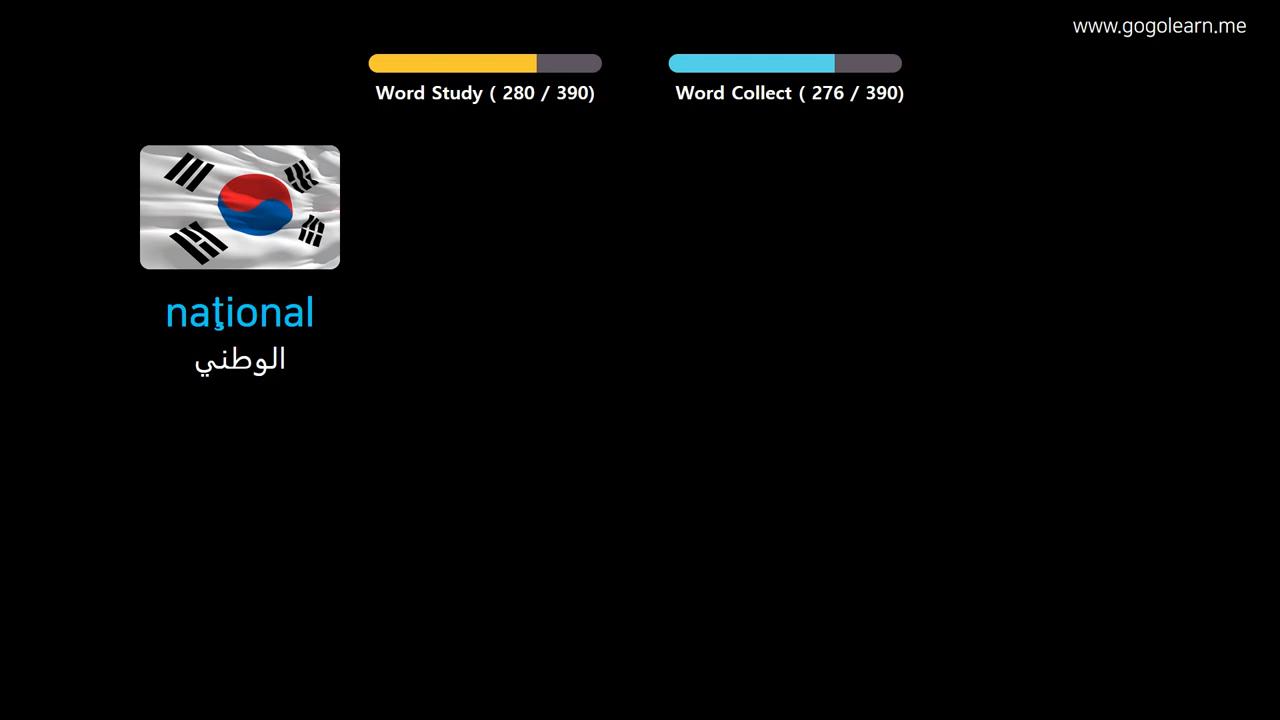 www.gogolearn.me
Word Study ( 280 / 390)
Word Collect ( 276 / 390)
naţional
الوطني